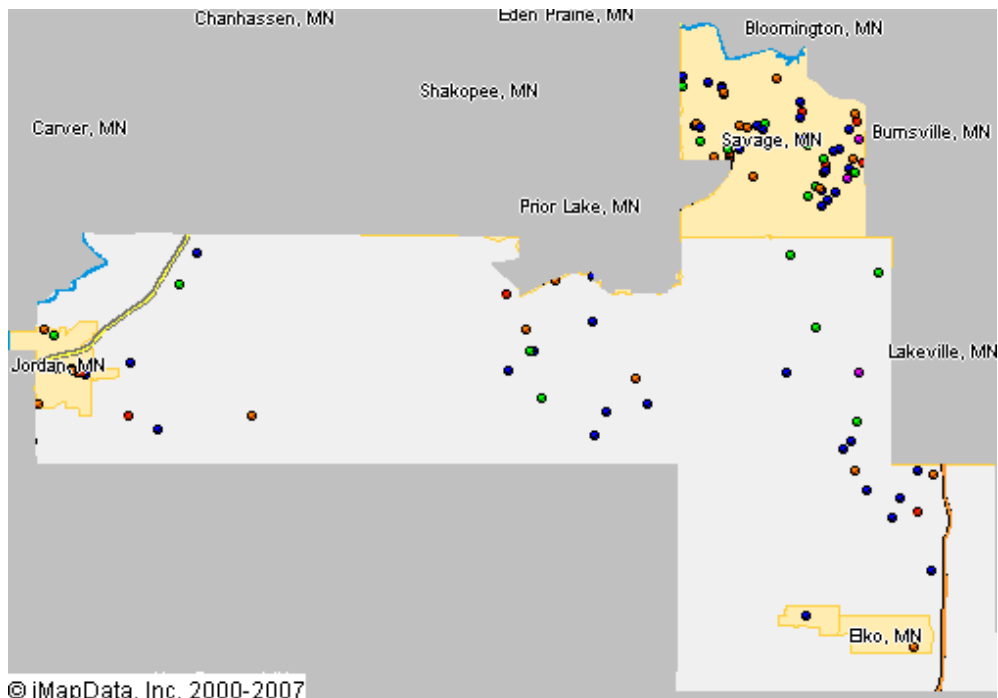 Chanhassen, MN
Eden Prairie, MN
Bloomington, MN
Shakopee, MN
Carver, MN
Savage, MN
Burnsville, MN
Prior Lake, MN
Jordan, MN
Lakeville, MN
Elko, MN
© iMapData, Inc. 2000-2007